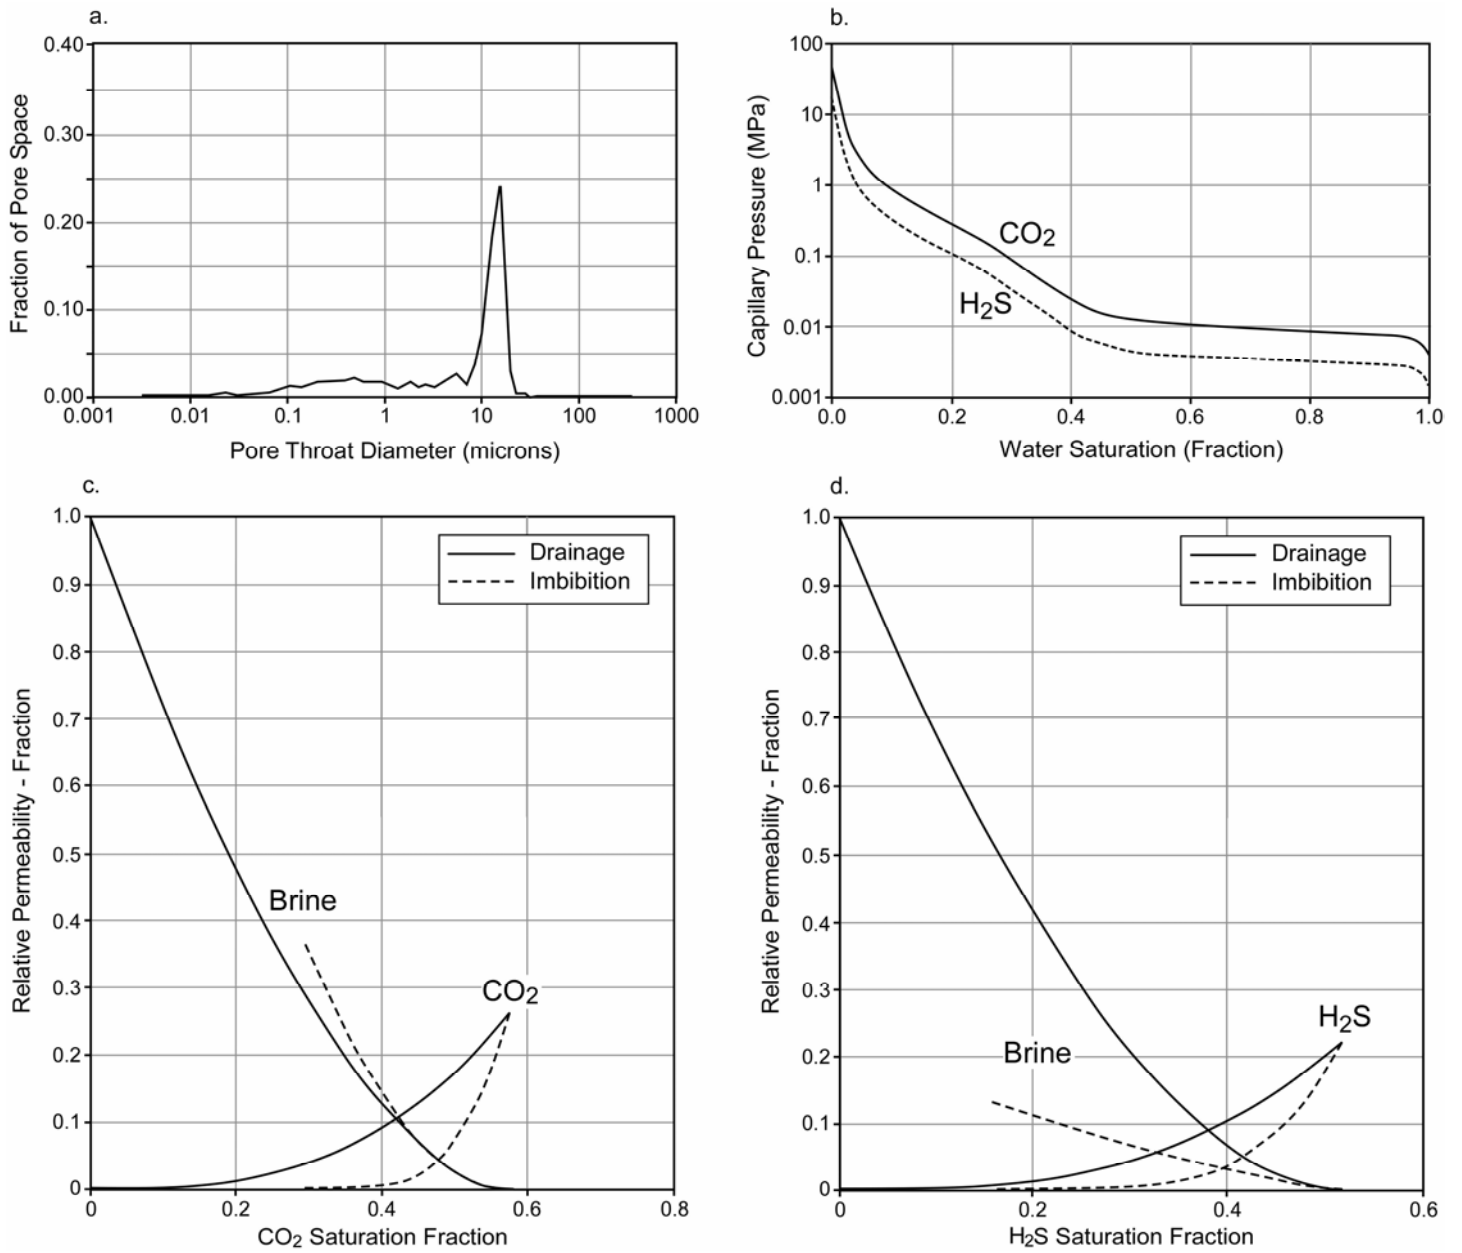 a.
0.40
0.30
0.20
0.10
0.00
Fraction of Pore Space
0.001 0.01 0.1 1 10 100 1000
Pore Throat Diameter (microns)
b.
100
10
1
0.1
0.01
0.001
Capillary Pressure (MPa)
CO2
H2S
0.0 0.2 0.4 0.6 0.8 1.0
Water Saturation (Fraction)
c.
1.0
0.9
0.8
0.7
0.6
0.5
0.4
0.3
0.2
0.1
0
Relative Permeability - Fraction
Drainage
Imbibition
Brine
CO2
0 0.2 0.4 0.6 0.8
CO2 Saturation Fraction
d.
1.0
0.9
0.8
0.7
0.6
0.5
0.4
0.3
0.2
0.1
0
Relative Permeability - Fraction
Drainage
Imbibition
H2S
Brine
0 0.2 0.4 0.6
H2S Saturation Fraction